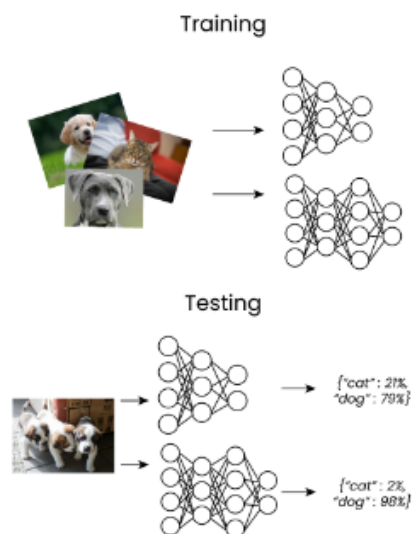 Training
Testing
{"cat" : 21%,
"dog" : 79%}
{"cat" : 2%,
"dog" : 98%}